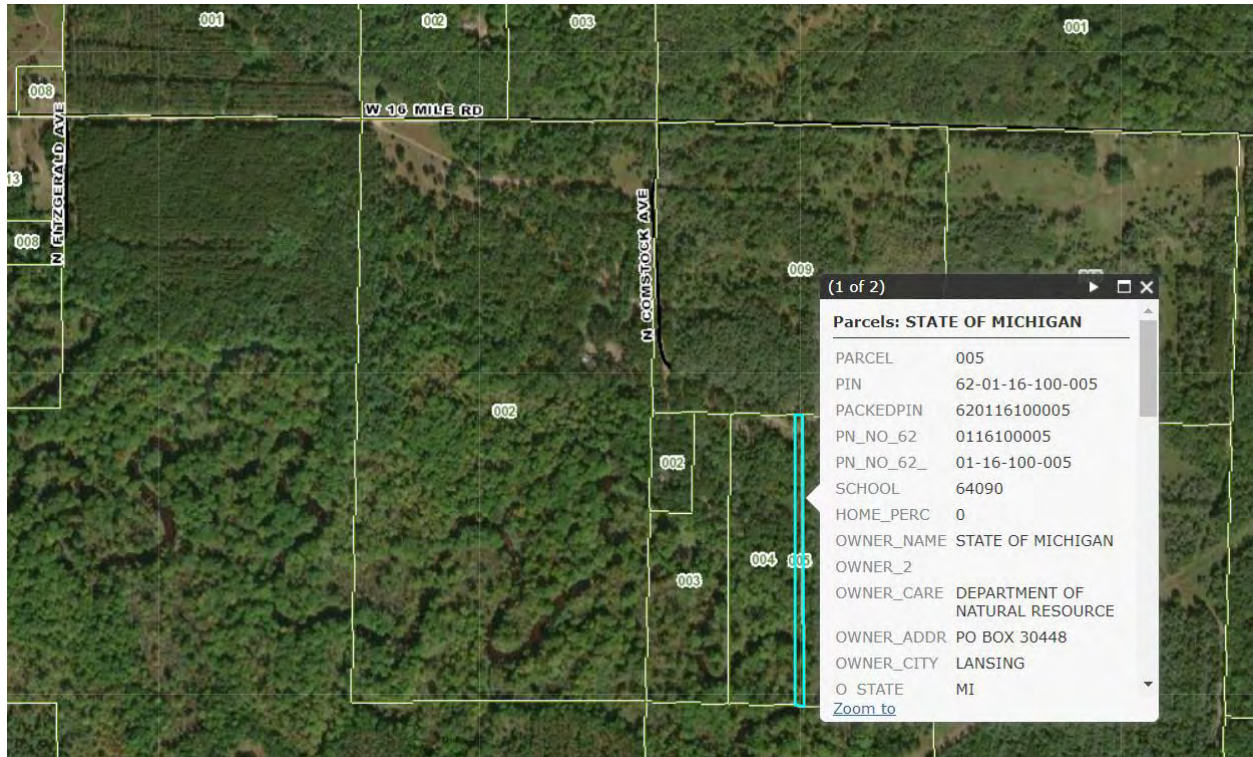 001
002
003
001
008
W 16 MILE RD
N FITZGERALD AVE
13
008
N COMSTOCK AVE
009
(1 of 2)
Parcels: STATE OF MICHIGAN
PARCEL 005
PIN 62-01-16-100-005
PACKEDPIN 620116100005
PN_NO_62 0116100005
PN_NO_62_ 01-16-100-005
SCHOOL 64090
HOME_PERC 0
OWNER_NAME STATE OF MICHIGAN
OWNER_2
OWNER_CARE DEPARTMENT OF
NATURAL RESOURCE
OWNER_ADDR PO BOX 30448
OWNER_CITY LANSING
O_STATE MI
Zoom to
002
002
004
005
003